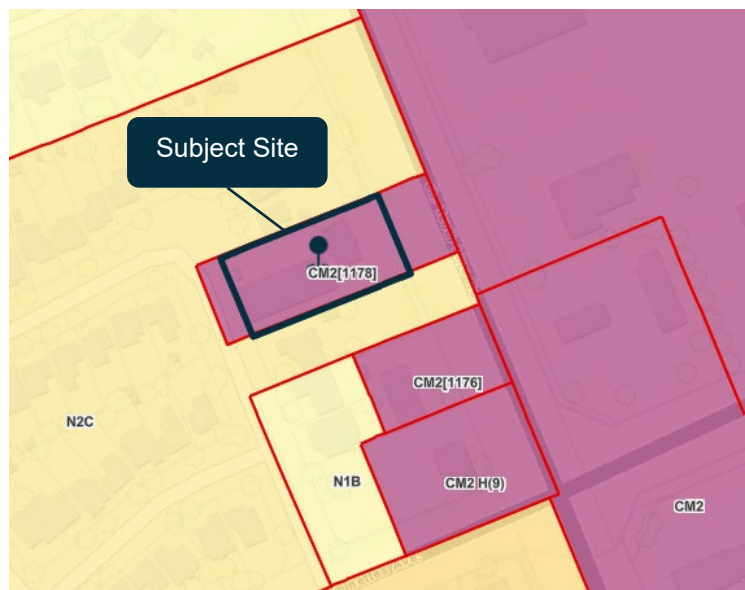 Subject Site
CM2[1178]
CM2[1176]
N2C
N1B
CM2 H(9)
CM2